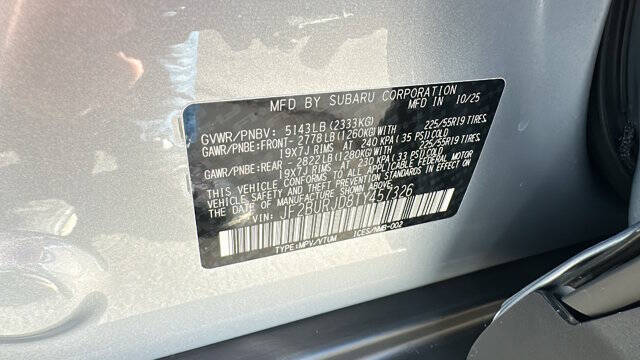 MFD BY SUBARU CORPORATION
MFD IN 10/25
GVWR/PNBV: 5143LB(2333KG)
GAWR/PNBE:FRONT-2778LB(1260KG)WITH 225/55R19 TIRES,
19X7J RIMS AT 240 KPA(35 PSI)COLD
GAWR/PNBE:REAR -2822LB(1280KG)WITH 225/55R19 TIRES,
19X7J RIMS AT 230 KPA(33 PSI)COLD
THIS VEHICLE CONFORMS TO ALL APPLICABLE FEDERAL MOTOR
VEHICLE SAFETY AND THEFT PREVENTION STANDARDS IN EFFECT
ON THE DATE OF MANUFACTURE SHOWN ABOVE.
VIN: JF2BURJD8TY457326
TYPE:MPV/VTUM ICES/NMB-002